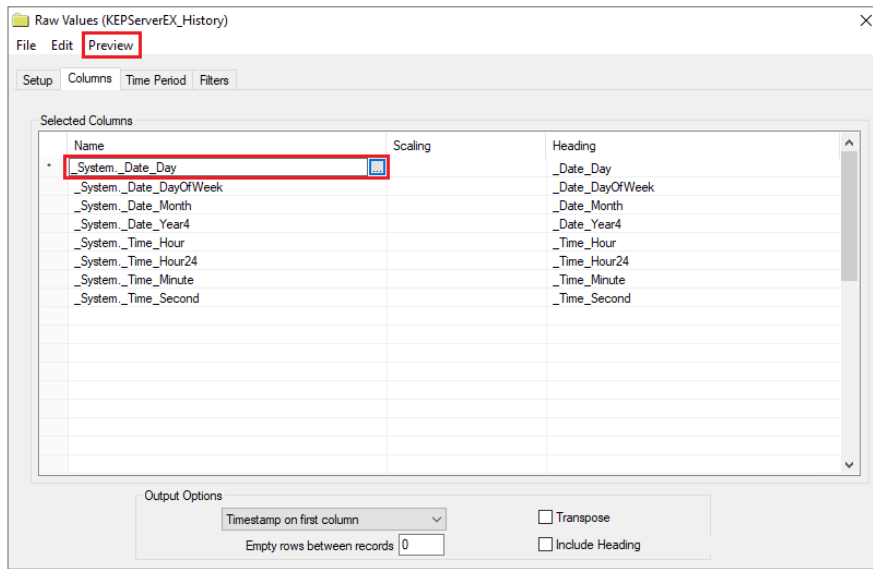 Raw Values (KEPServerEX_History)
File Edit Preview
Setup Columns Time Period Filters
Selected Columns
Name Scaling Heading
* _System._Date_Day ... _Date_Day
_System._Date_DayOfWeek _Date_DayOfWeek
_System._Date_Month _Date_Month
_System._Date_Year4 _Date_Year4
_System._Time_Hour _Time_Hour
_System._Time_Hour24 _Time_Hour24
_System._Time_Minute _Time_Minute
_System._Time_Second _Time_Second
Output Options
Timestamp on first column Transpose
Empty rows between records 0 Include Heading